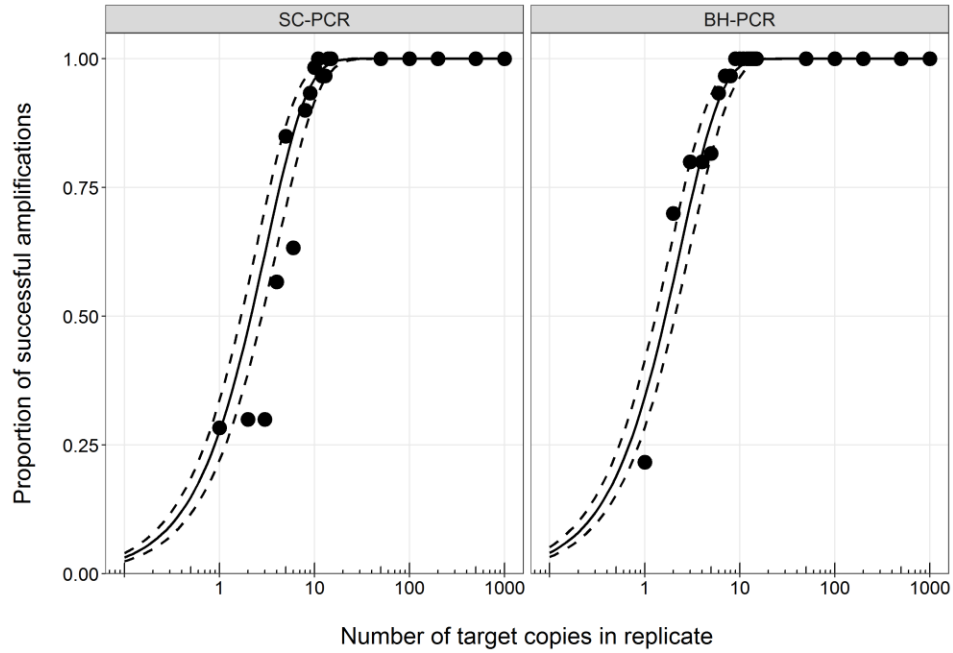 SC-PCR
BH-PCR
Proportion of successful amplifications
1.00
0.75
0.50
0.25
0.00
1 10 100 1000
1 10 100 1000
Number of target copies in replicate